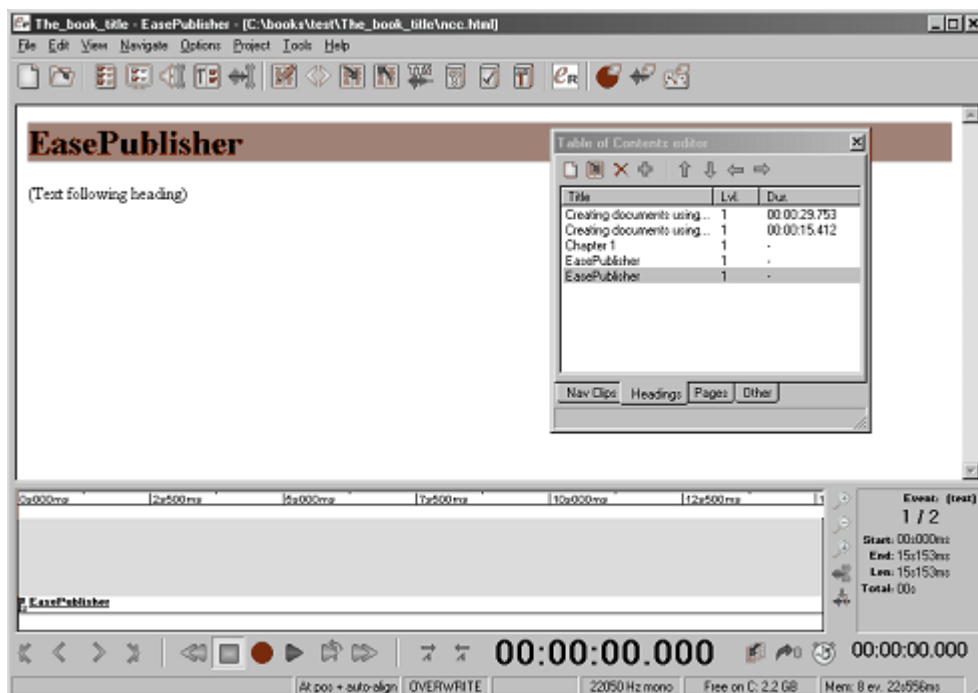 The_book_title - EasePublisher - [C:\books\test\The_book_title\ncc.html]
File Edit View Navigate Options Project Tools Help
EasePublisher
(Text following heading)
Table of Contents editor
Title Lvl. Dur.
Creating documents using... 1 00:00:29.753
Creating documents using... 1 00:00:15.412
Chapter 1 1 -
EasePublisher 1 -
EasePublisher 1 -
Nav Clips Headings Pages Other
0s000ms 2s500ms 5s000ms 7s500ms 10s000ms 12s500ms 1
Event: (text)
1 / 2
Start: 00s000ms
End: 15s153ms
Len: 15s153ms
Total: 00s
EasePublisher
00:00:00.000 00:00:00.000
At pos + auto-align OVERWRITE 22050 Hz mono Free on C: 2.2 GB Mem: 8 ev. 22s556ms